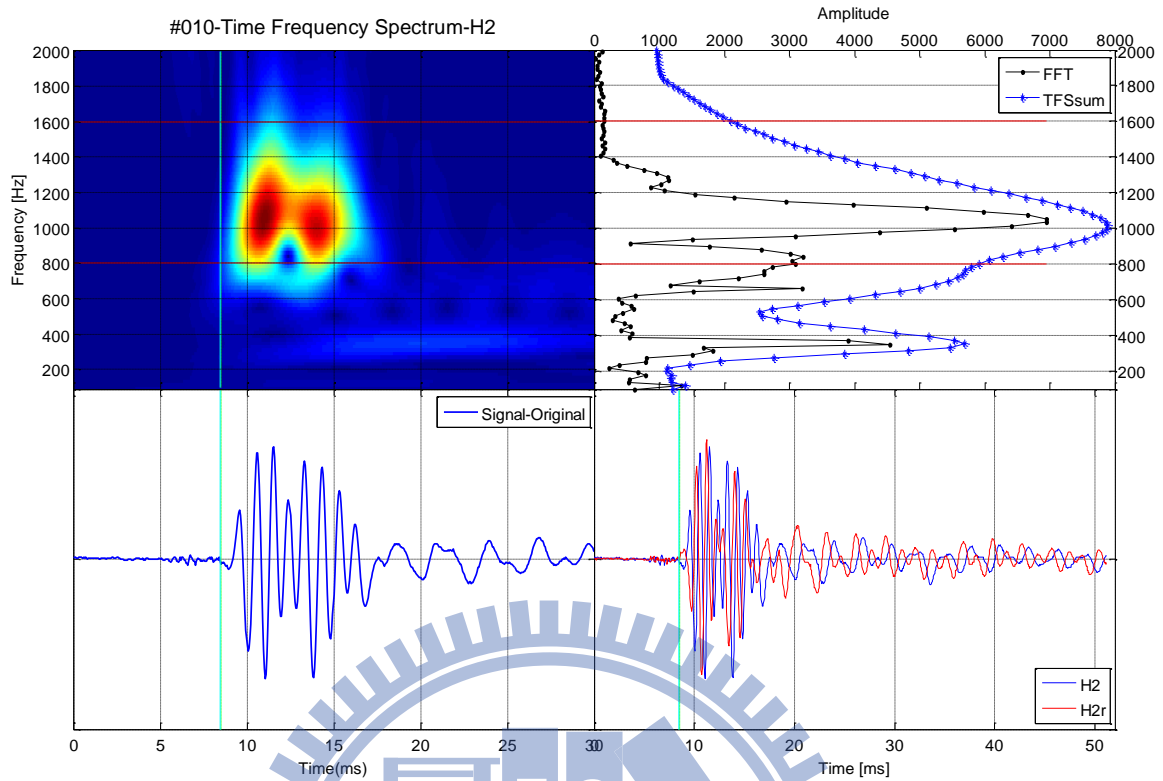 #010-Time Frequency Spectrum-H2
Amplitude
0 1000 2000 3000 4000 5000 6000 7000 8000
2000
1800
1600
1400
1200
1000
800
600
400
200
Frequency [Hz]
FFT
TFSsum
2000
1800
1600
1400
1200
1000
800
600
400
200
Signal-Original
H2
H2r
0 5 10 15 20 25 30
Time(ms)
0 10 20 30 40 50
Time [ms]